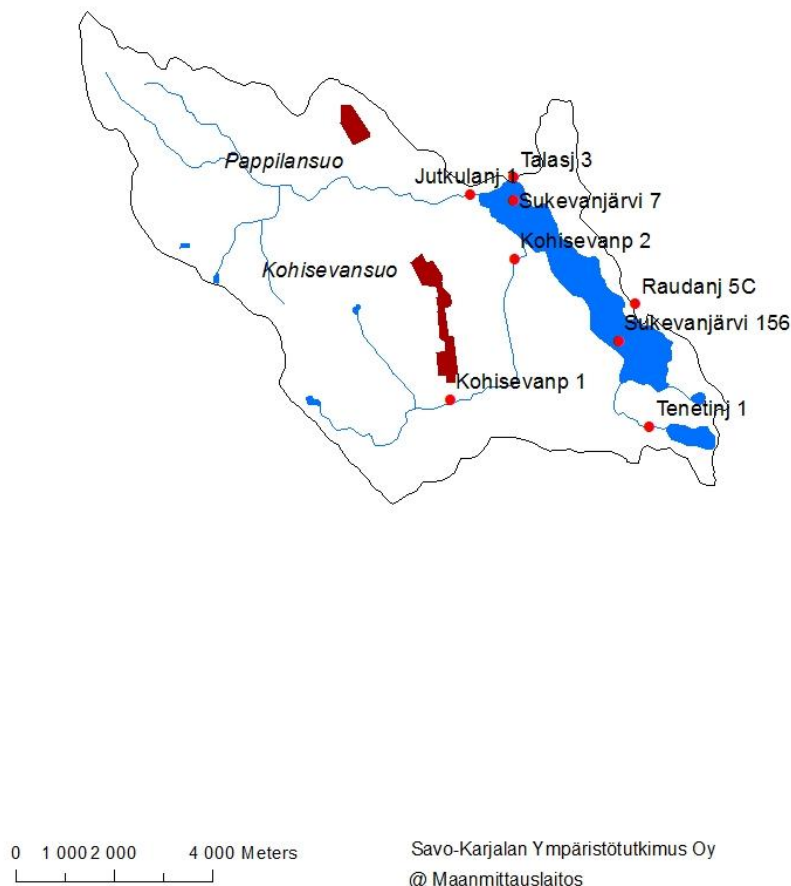 Talasj 3
Pappilansuo
Jutkulanj 1
Sukevanjärvi 7
Kohisevanp 2
Kohisevansuo
Raudanj 5C
Sukevanjärvi 156
Kohisevanp 1
Tenetinj 1
0 1 000 2 000 4 000 Meters
Savo-Karjalan Ympäristötutkimus Oy
@ Maanmittauslaitos